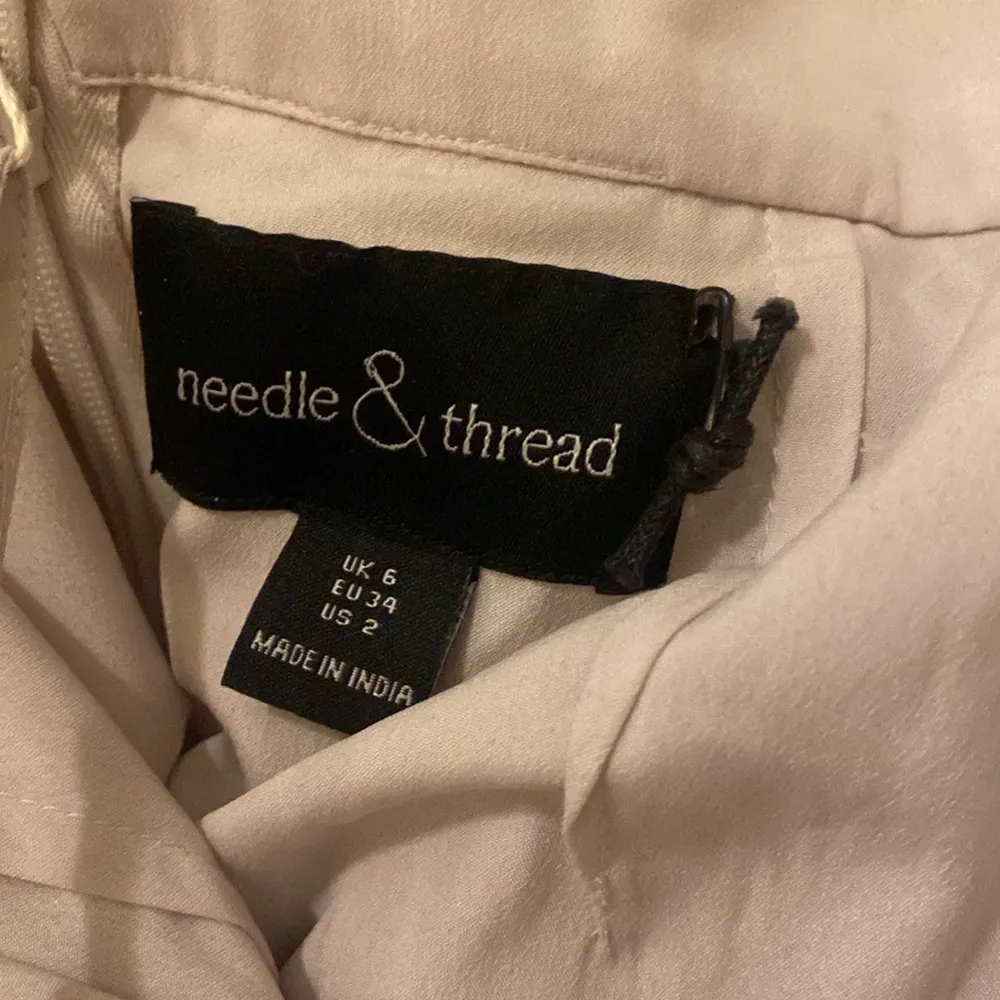 needle & thread
UK 6
EU 34
US 2
MADE IN INDIA